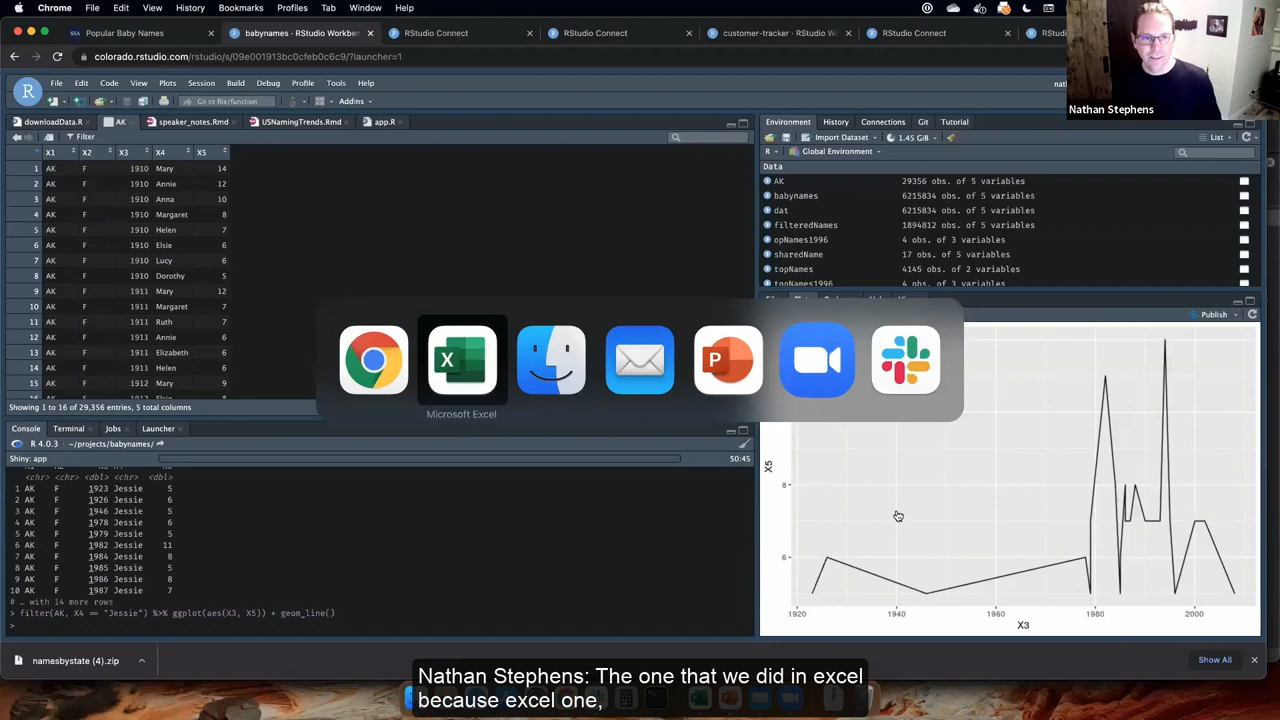 Chrome File Edit View History Bookmarks Profiles Tab Window Help
SSA Popular Baby Names
babynames - RStudio Workben
RStudio Connect
RStudio Connect
customer-tracker - RStudio Wo
RStudio Connect
RStudio
colorado.rstudio.com/rstudio/s/09e001913bc0cfeb0c6c9/?launcher=1
R File Edit Code View Plots Session Build Debug Profile Tools Help
Go to file/function Addins
Nathan Stephens
downloadData.R AK speaker_notes.Rmd USNamingTrends.Rmd app.R
Filter
X1 X2 X3 X4 X5
1 AK F 1910 Mary 14
2 AK F 1910 Annie 12
3 AK F 1910 Anna 10
4 AK F 1910 Margaret 8
5 AK F 1910 Helen 7
6 AK F 1910 Elsie 6
7 AK F 1910 Lucy 6
8 AK F 1910 Dorothy 5
9 AK F 1911 Mary 12
10 AK F 1911 Margaret 7
11 AK F 1911 Ruth 7
12 AK F 1911 Annie 6
13 AK F 1911 Elizabeth 6
14 AK F 1911 Helen 6
15 AK F 1912 Mary 9
Showing 1 to 16 of 29,356 entries, 5 total columns
Environment History Connections Git Tutorial
Import Dataset 1.45 GiB List
R Global Environment
Data
AK 29356 obs. of 5 variables
babynames 6215834 obs. of 5 variables
dat 6215834 obs. of 5 variables
filteredNames 1894812 obs. of 5 variables
opNames1996 4 obs. of 3 variables
sharedName 17 obs. of 5 variables
topNames 4145 obs. of 2 variables
topNames1996 4 obs. of 3 variables
Publish
Microsoft Excel
Console Terminal Jobs Launcher
R 4.0.3 · ~/projects/babynames/
Shiny: app 50:45
<chr> <chr> <dbl> <chr> <dbl>
1 AK F 1923 Jessie 5
2 AK F 1926 Jessie 6
3 AK F 1946 Jessie 5
4 AK F 1978 Jessie 6
5 AK F 1979 Jessie 5
6 AK F 1982 Jessie 11
7 AK F 1984 Jessie 8
8 AK F 1985 Jessie 5
9 AK F 1986 Jessie 8
10 AK F 1987 Jessie 7
# … with 14 more rows
> filter(AK, X4 == "Jessie") %>% ggplot(aes(X3, X5)) + geom_line()
>
X5
8
6
1920 1940 1960 1980 2000
X3
namesbystate (4).zip
Show All
Nathan Stephens: The one that we did in excel
because excel one,